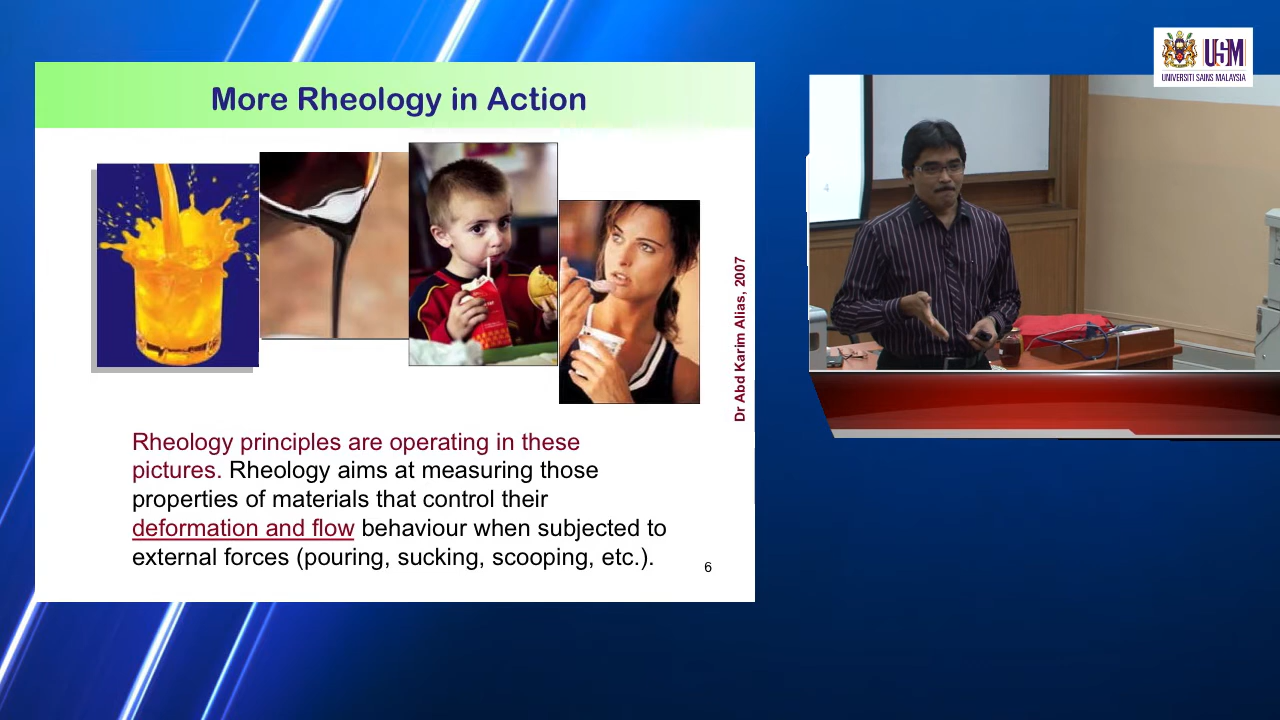 More Rheology in Action
Dr Abd Karim Alias, 2007
Rheology principles are operating in these
pictures. Rheology aims at measuring those
properties of materials that control their
deformation and flow behaviour when subjected to
external forces (pouring, sucking, scooping, etc.).
6
USM
UNIVERSITI SAINS MALAYSIA
4